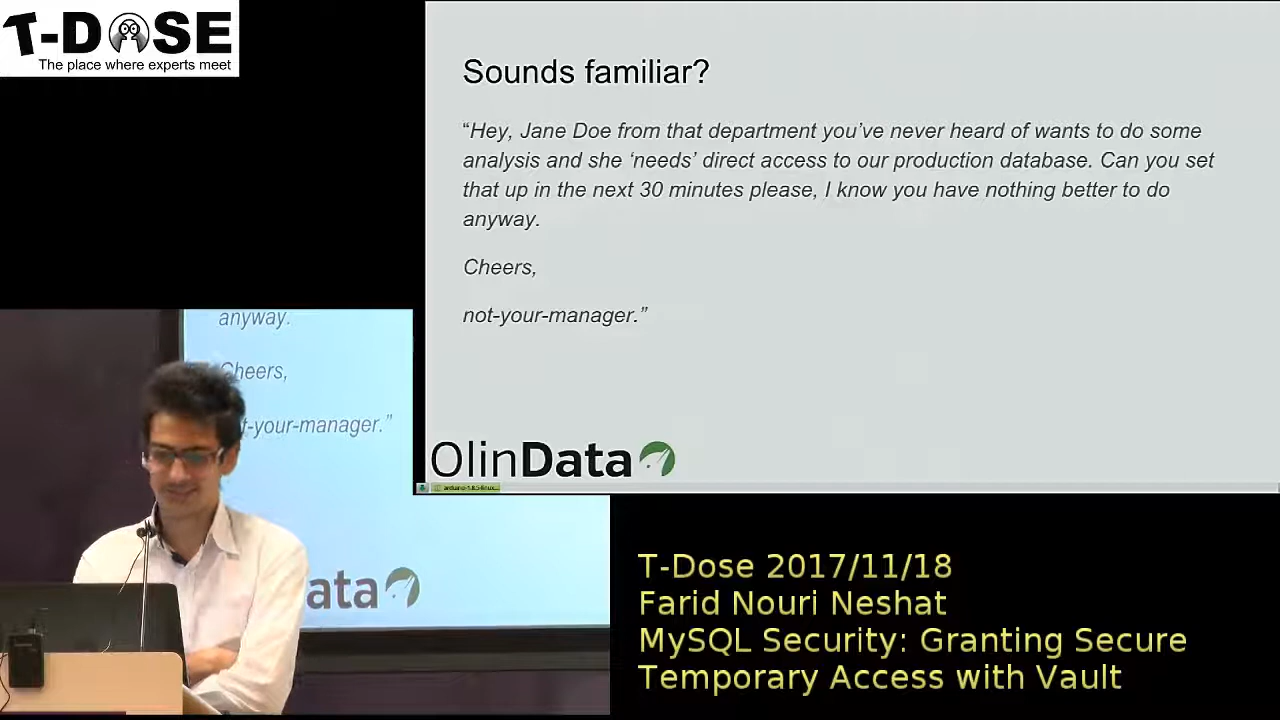 T-DOSE
The place where experts meet
Sounds familiar?
“Hey, Jane Doe from that department you’ve never heard of wants to do some
analysis and she ‘needs’ direct access to our production database. Can you set
that up in the next 30 minutes please, I know you have nothing better to do
anyway.
Cheers,
not-your-manager.”
OlinData
anyway.
Cheers,
t-your-manager.”
ata
T-Dose 2017/11/18
Farid Nouri Neshat
MySQL Security: Granting Secure
Temporary Access with Vault